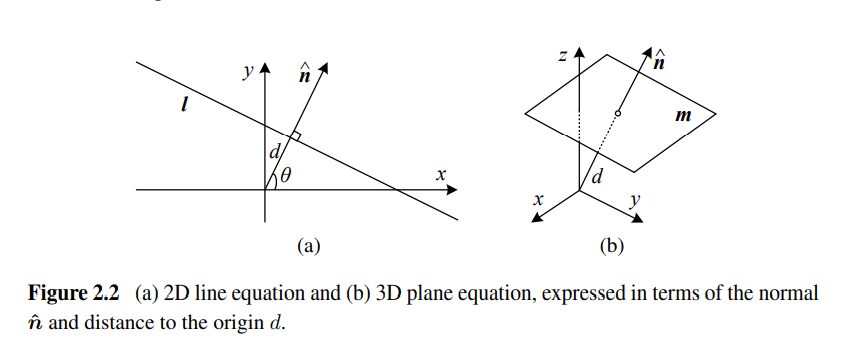 y
n̂
l
d
θ
x
(a)
z
n̂
m
d
x
y
(b)
Figure 2.2 (a) 2D line equation and (b) 3D plane equation, expressed in terms of the normal
n̂ and distance to the origin d.